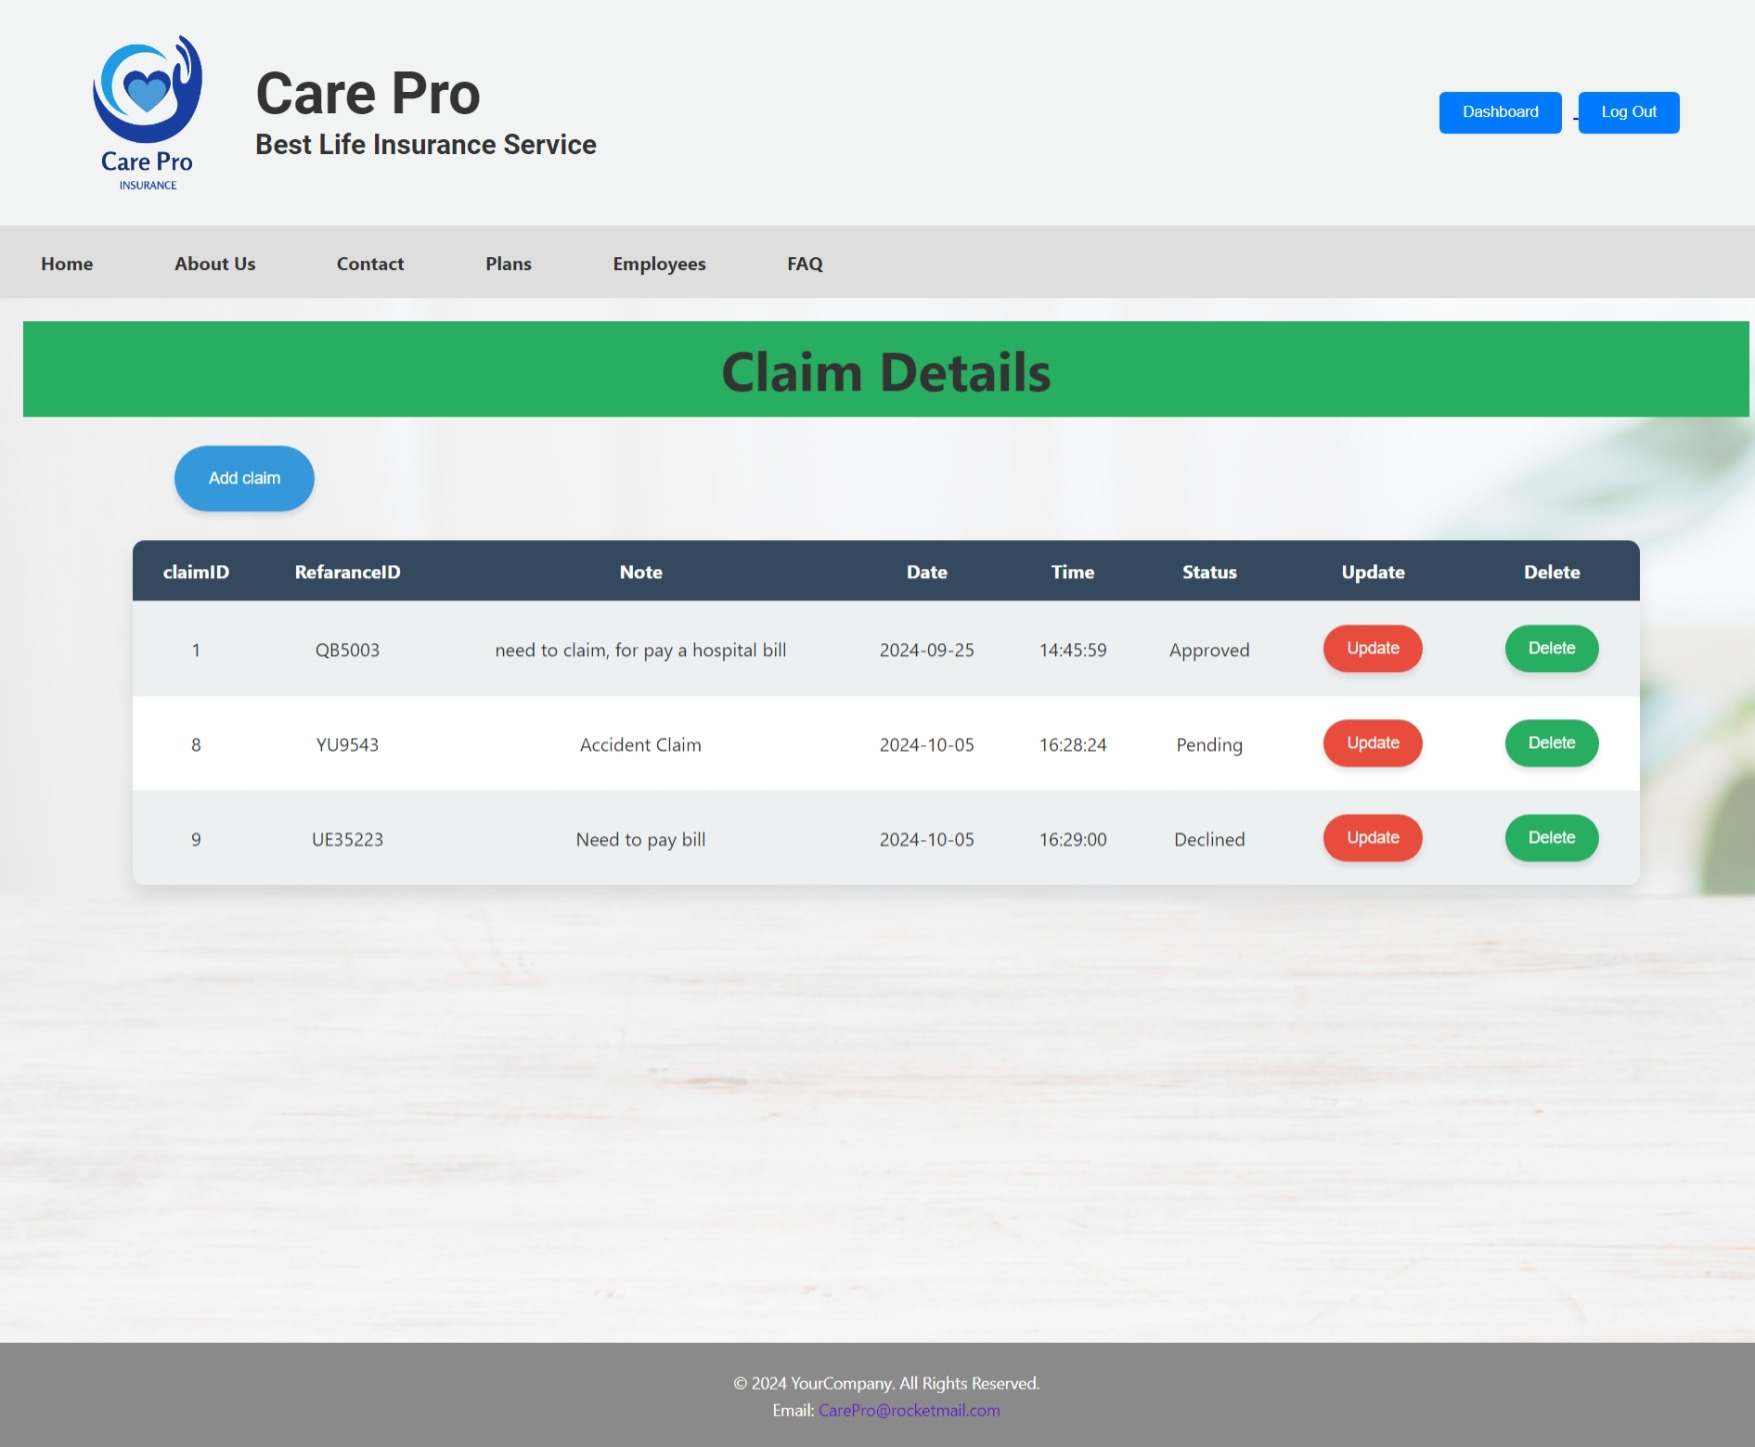 Care Pro
INSURANCE
Care Pro
Best Life Insurance Service
Dashboard
Log Out
Home About Us Contact Plans Employees FAQ
Claim Details
Add claim
claimID RefaranceID Note Date Time Status Update Delete
1 QB5003 need to claim, for pay a hospital bill 2024-09-25 14:45:59 Approved Update Delete
8 YU9543 Accident Claim 2024-10-05 16:28:24 Pending Update Delete
9 UE35223 Need to pay bill 2024-10-05 16:29:00 Declined Update Delete
© 2024 YourCompany. All Rights Reserved.
Email: CarePro@rocketmail.com